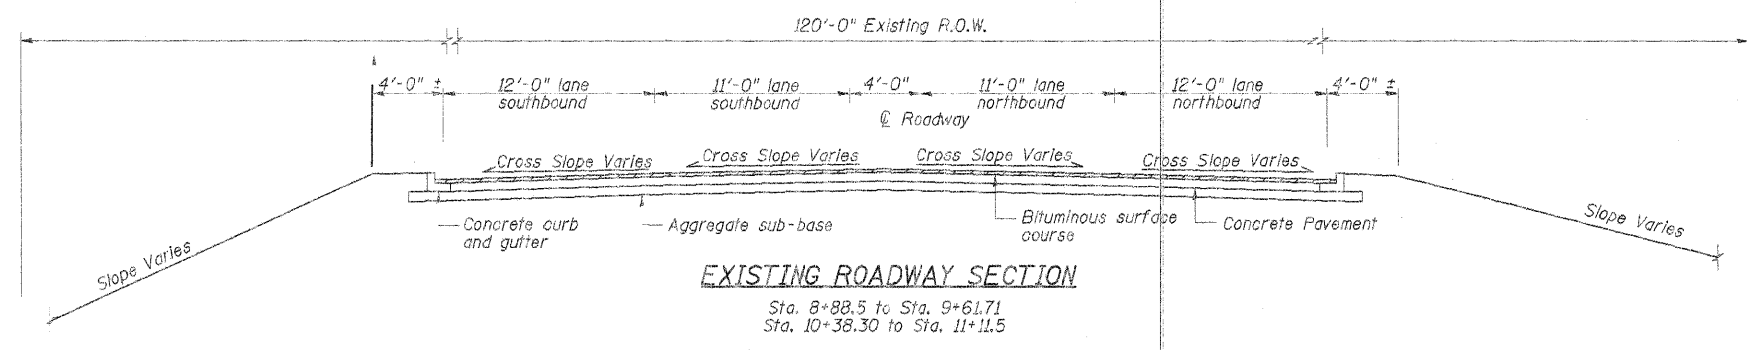 120'-0" Existing R.O.W.
4'-0" ±
12'-0" lane
southbound
11'-0" lane
southbound
4'-0"
11'-0" lane
northbound
12'-0" lane
northbound
4'-0" ±
℄ Roadway
Cross Slope Varies
Cross Slope Varies
Cross Slope Varies
Cross Slope Varies
Slope Varies
Concrete curb
and gutter
Aggregate sub-base
Bituminous surface
course
Concrete Pavement
Slope Varies
EXISTING ROADWAY SECTION
Sta. 8+88.5 to Sta. 9+61.71
Sta. 10+38.30 to Sta. 11+11.5